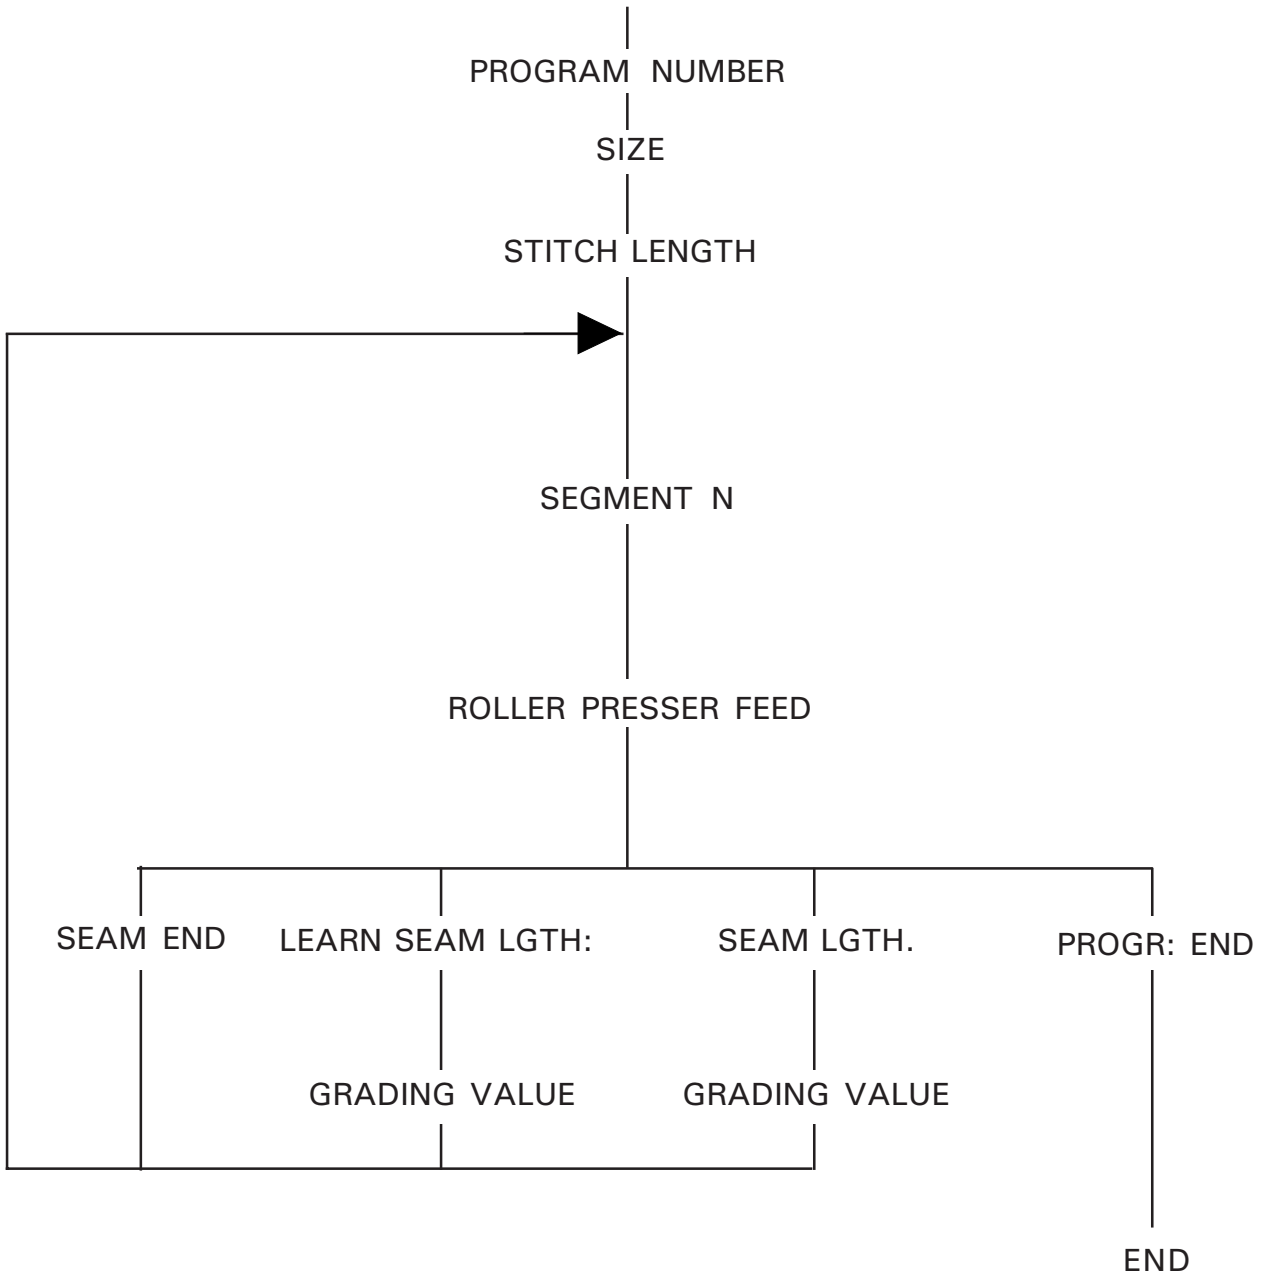 PROGRAM NUMBER
SIZE
STITCH LENGTH
SEGMENT N
ROLLER PRESSER FEED
SEAM END
LEARN SEAM LGTH:
SEAM LGTH.
PROGR: END
GRADING VALUE
GRADING VALUE
END